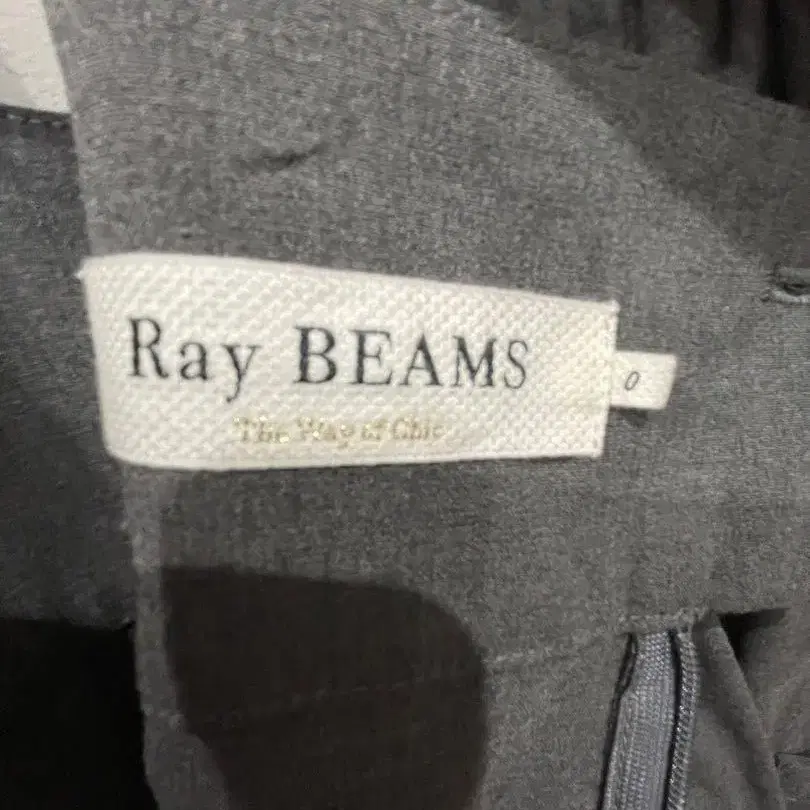 Ray BEAMS
The Way of Chic
0